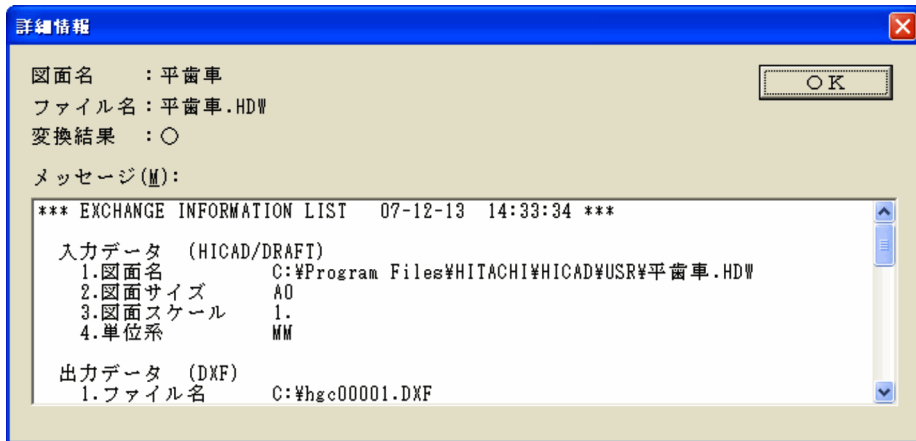 詳細情報
図面名　　：平歯車
OK
ファイル名：平歯車.HDW
変換結果　：○
メッセージ(M):
*** EXCHANGE INFORMATION LIST   07-12-13  14:33:34 ***
入力データ  (HICAD/DRAFT)
1.図面名          C:¥Program Files¥HITACHI¥HICAD¥USR¥平歯車.HDW
2.図面サイズ      A0
3.図面スケール    1.
4.単位系          MM
出力データ  (DXF)
1.ファイル名      C:¥hgc00001.DXF